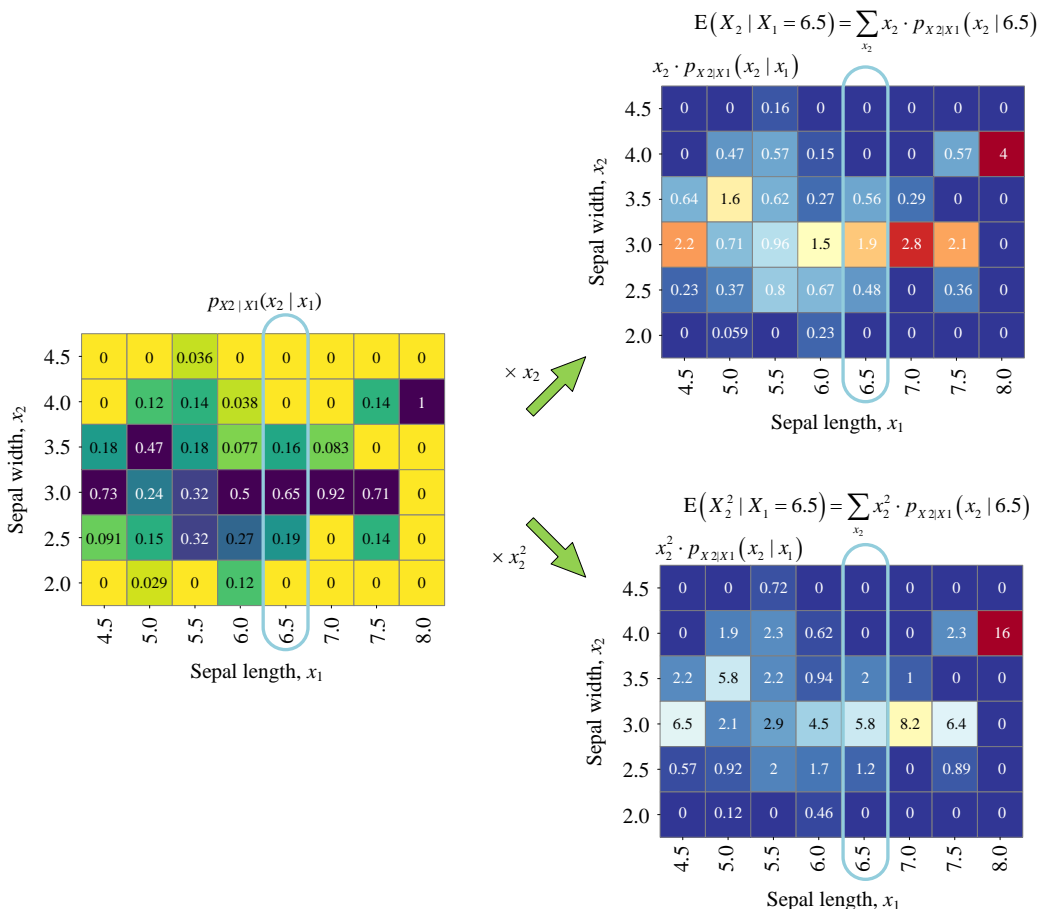 E(X₂ | X₁ = 6.5) = ∑ x₂ · p_{X2|X1}(x₂ | 6.5)
x₂
x₂ · p_{X2|X1}(x₂ | x₁)
4.5 0 0 0.16 0 0 0 0 0
4.0 0 0.47 0.57 0.15 0 0 0.57 4
3.5 0.64 1.6 0.62 0.27 0.56 0.29 0 0
3.0 2.2 0.71 0.96 1.5 1.9 2.8 2.1 0
2.5 0.23 0.37 0.8 0.67 0.48 0 0.36 0
2.0 0 0.059 0 0.23 0 0 0 0
Sepal width, x₂
4.5 5.0 5.5 6.0 6.5 7.0 7.5 8.0
Sepal length, x₁
p_{X2 | X1}(x₂ | x₁)
4.5 0 0 0.036 0 0 0 0 0
4.0 0 0.12 0.14 0.038 0 0 0.14 1
3.5 0.18 0.47 0.18 0.077 0.16 0.083 0 0
3.0 0.73 0.24 0.32 0.5 0.65 0.92 0.71 0
2.5 0.091 0.15 0.32 0.27 0.19 0 0.14 0
2.0 0 0.029 0 0.12 0 0 0 0
Sepal width, x₂
4.5 5.0 5.5 6.0 6.5 7.0 7.5 8.0
Sepal length, x₁
× x₂
× x₂²
E(X₂² | X₁ = 6.5) = ∑ x₂² · p_{X2|X1}(x₂ | 6.5)
x₂
x₂² · p_{X2|X1}(x₂ | x₁)
4.5 0 0 0.72 0 0 0 0 0
4.0 0 1.9 2.3 0.62 0 0 2.3 16
3.5 2.2 5.8 2.2 0.94 2 1 0 0
3.0 6.5 2.1 2.9 4.5 5.8 8.2 6.4 0
2.5 0.57 0.92 2 1.7 1.2 0 0.89 0
2.0 0 0.12 0 0.46 0 0 0 0
Sepal width, x₂
4.5 5.0 5.5 6.0 6.5 7.0 7.5 8.0
Sepal length, x₁